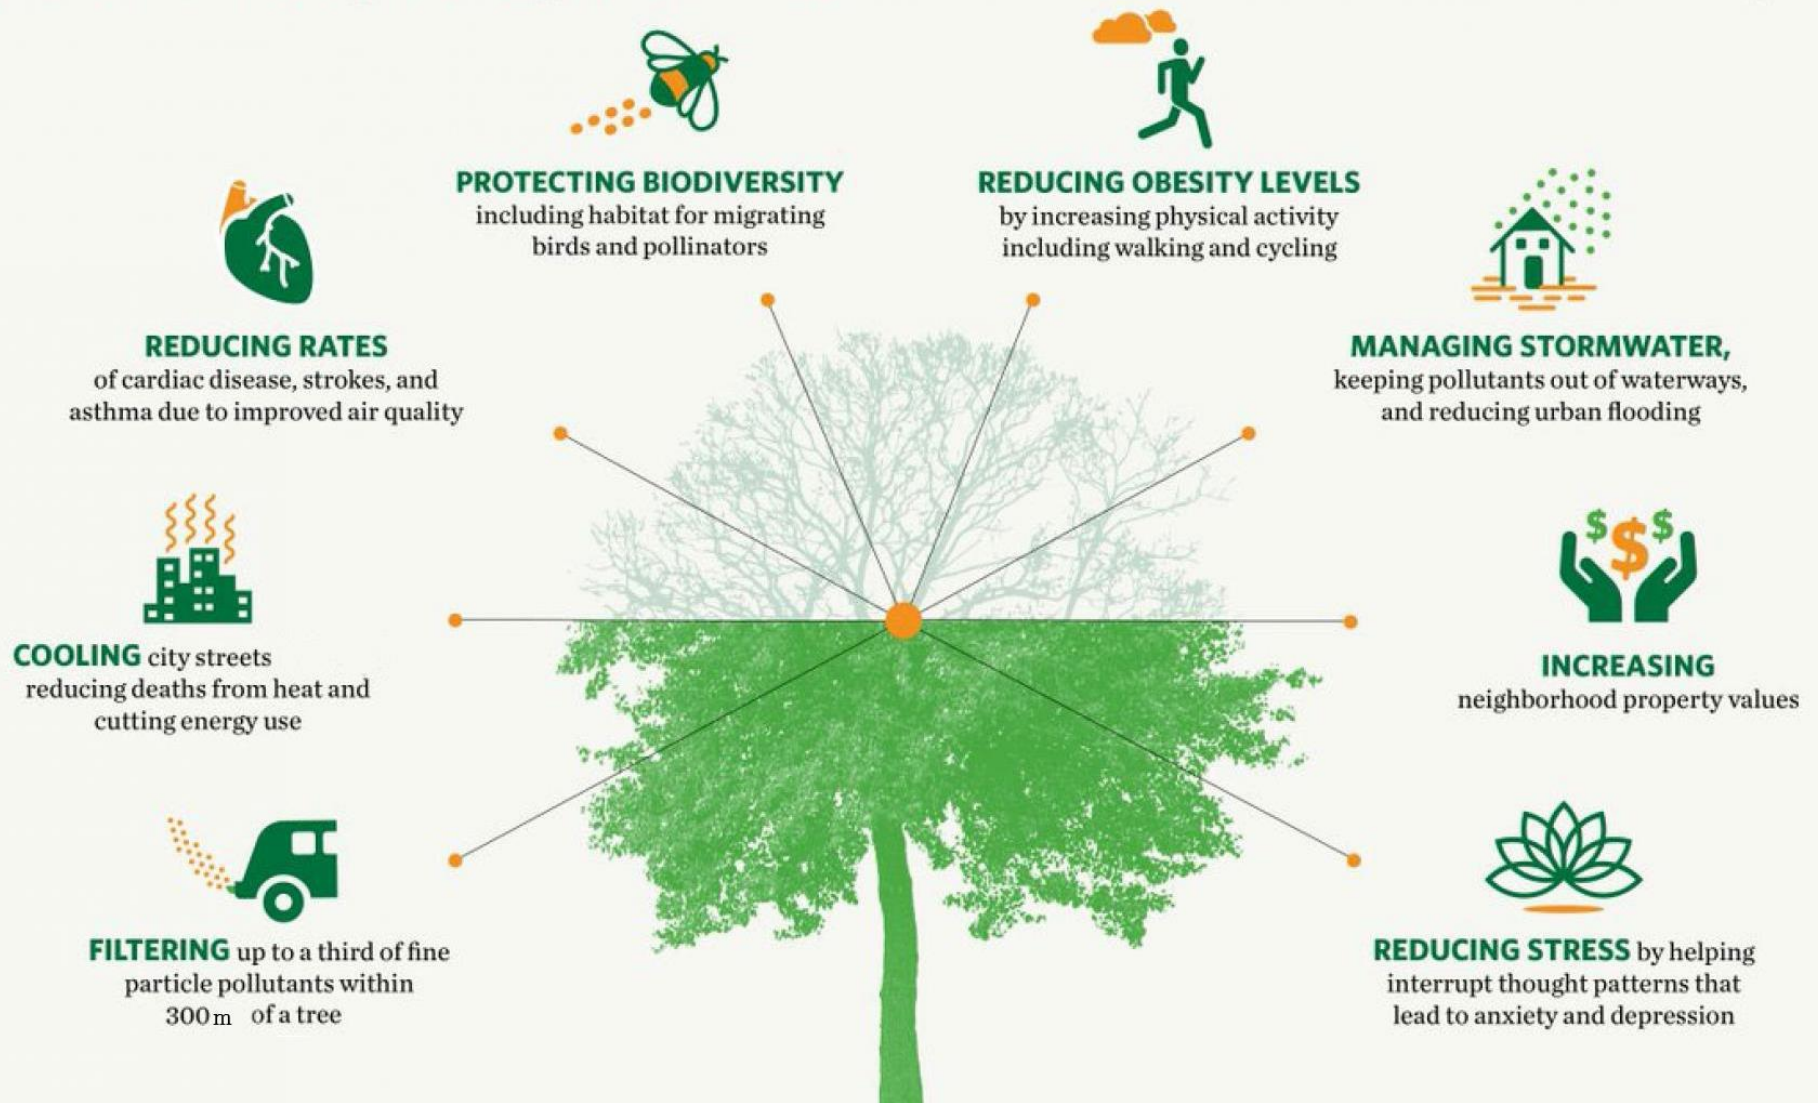 PROTECTING BIODIVERSITY
including habitat for migrating
birds and pollinators
REDUCING OBESITY LEVELS
by increasing physical activity
including walking and cycling
REDUCING RATES
of cardiac disease, strokes, and
asthma due to improved air quality
MANAGING STORMWATER,
keeping pollutants out of waterways,
and reducing urban flooding
$ $ $
COOLING city streets
reducing deaths from heat and
cutting energy use
INCREASING
neighborhood property values
FILTERING up to a third of fine
particle pollutants within
300 m of a tree
REDUCING STRESS by helping
interrupt thought patterns that
lead to anxiety and depression